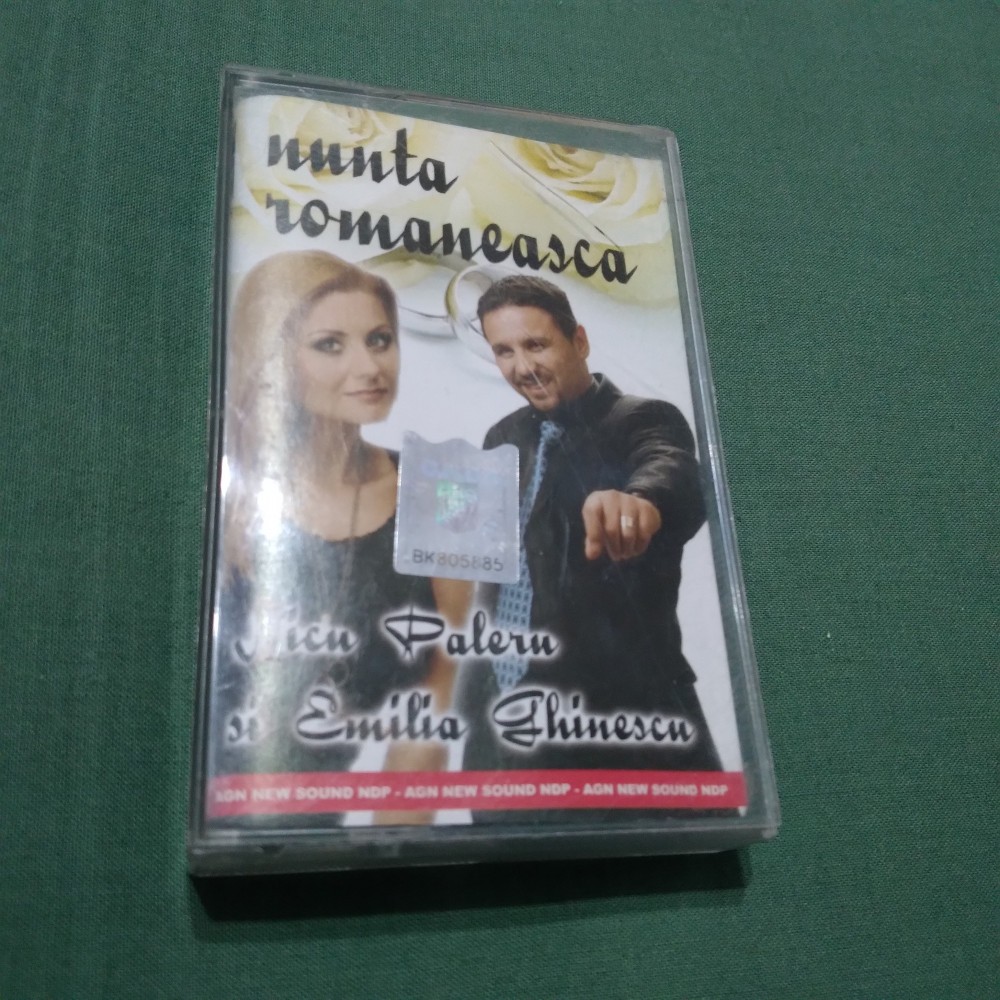 nunta
romaneasca
BK805885
Nicu Paleru
si Emilia Ghinescu
AGN NEW SOUND NDP - AGN NEW SOUND NDP - AGN NEW SOUND NDP